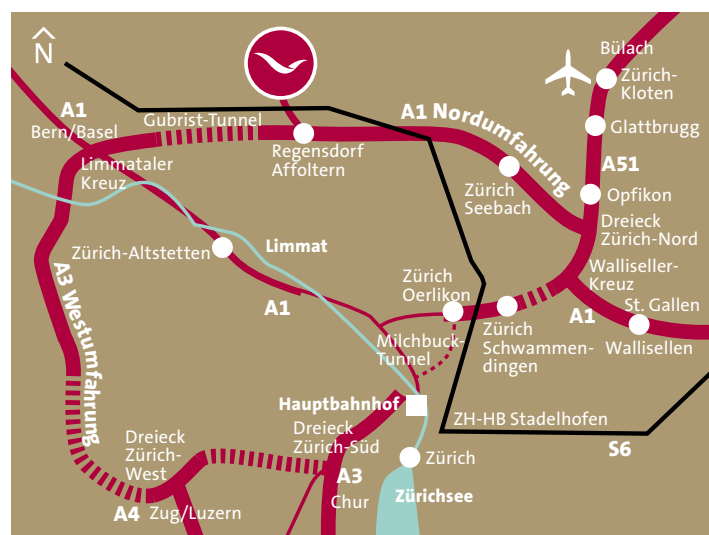 N
Bülach
Zürich-
Kloten
A1
Bern/Basel
Gubrist-Tunnel
A1 Nordumfahrung
Glattbrugg
Regensdorf
Affoltern
Limmataler
Kreuz
A51
Zürich
Seebach
Opfikon
Dreieck
Zürich-Nord
Zürich-Altstetten
Limmat
Walliseller-
Kreuz
Zürich
Oerlikon
A3 Westumfahrung
A1
St. Gallen
A1
Milchbuck-
Tunnel
Zürich
Schwammen-
dingen
Wallisellen
Hauptbahnhof
ZH-HB Stadelhofen
Dreieck
Zürich-Süd
Dreieck
Zürich-
West
S6
Zürich
A3
Chur
Zürichsee
A4
Zug/Luzern